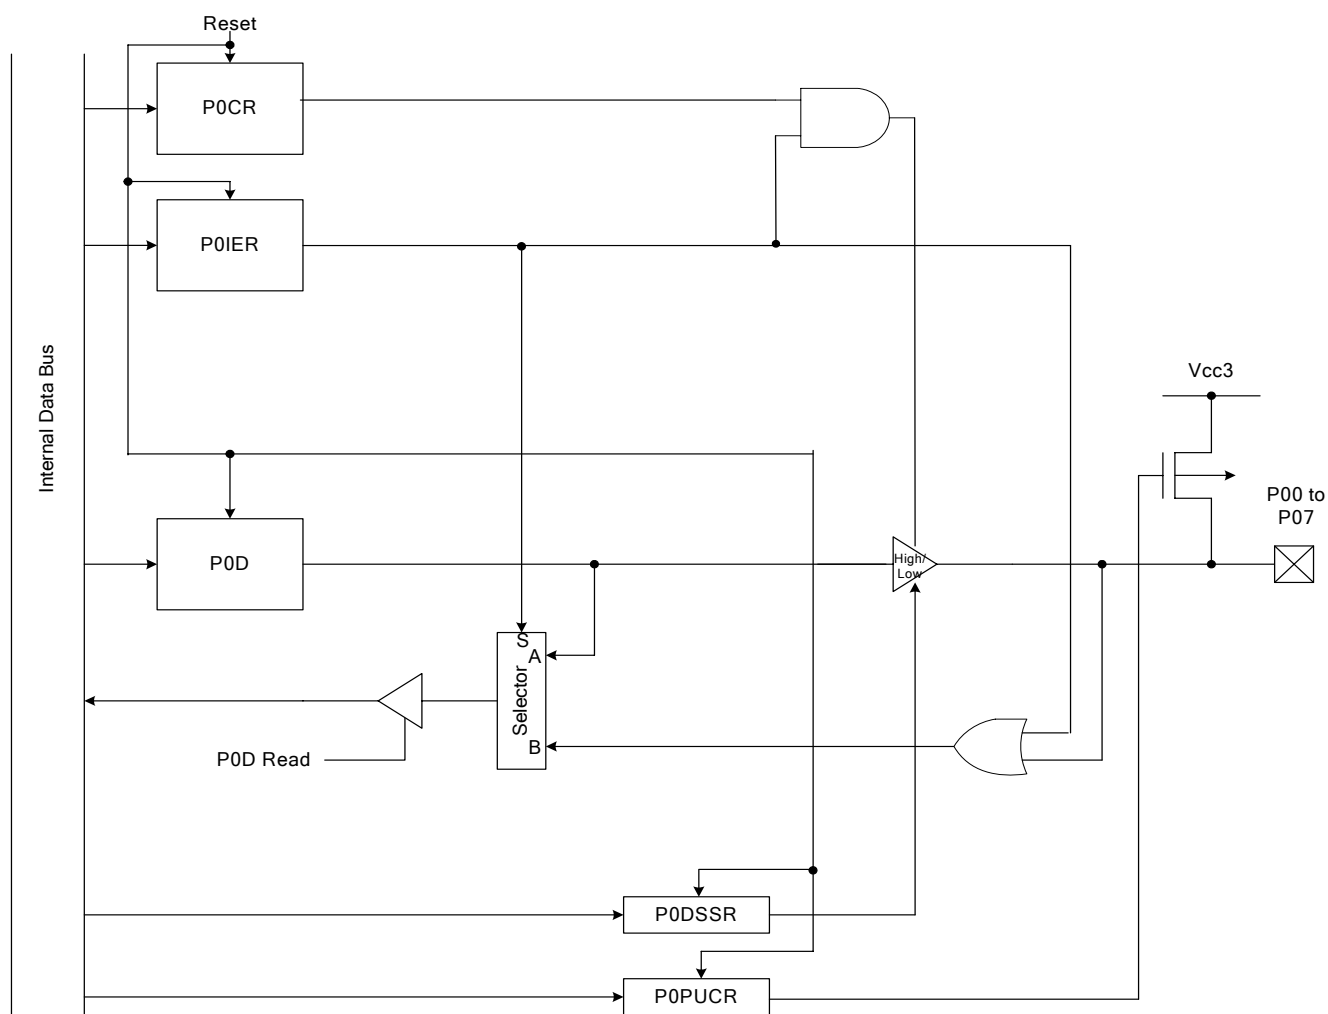 Reset
P0CR
P0IER
Internal Data Bus
Vcc3
P00 to
P07
P0D
High/
Low
S
A
Selector
B
P0D Read
P0DSSR
P0PUCR